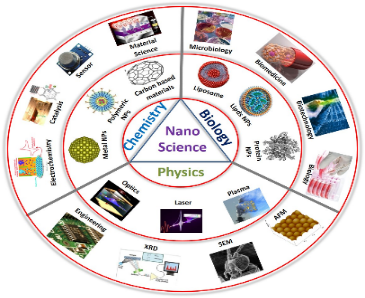 Material
Science
Sensor
Catalysis
Electrochemistry
Microbiology
Biomedicine
Biotechnology
Biology
Carbon based
materials
Polymeric
NPs
Metal NPs
Liposome
Lipids NPs
Protein
NPs
Chemistry
Biology
Nano
Science
Physics
Optics
Laser
Plasma
Engineering
XRD
SEM
AFM